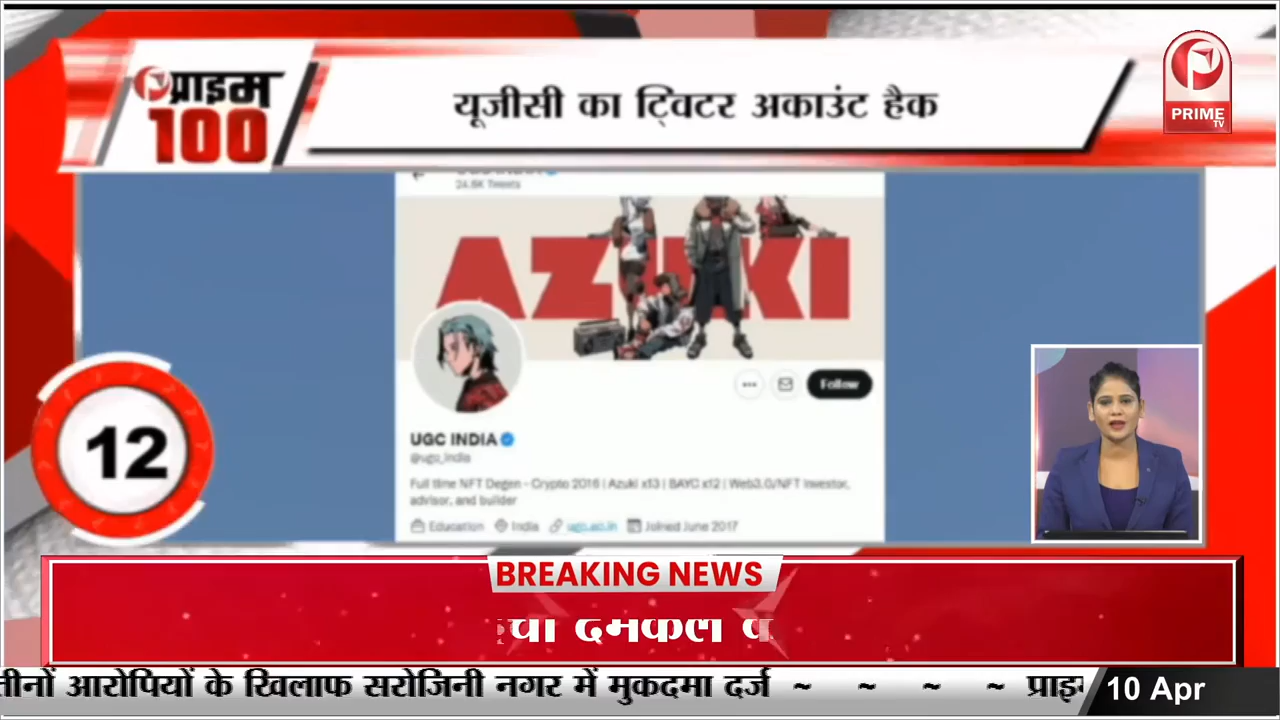 प्राइम
100
यूजीसी का ट्विटर अकाउंट हैक
PRIME
TV
24.8K Tweets
AZUKI
Follow
UGC INDIA
@ugc_india
Full time NFT Degen - Crypto 2016 | Azuki x13 | BAYC x12 | Web3.0/NFT investor,
advisor, and builder
Education India ugc.ac.in Joined June 2017
12
BREAKING NEWS
दमकल
तीनों आरोपियों के खिलाफ सरोजिनी नगर में मुकदमा दर्ज ~ ~ ~ ~
10 Apr